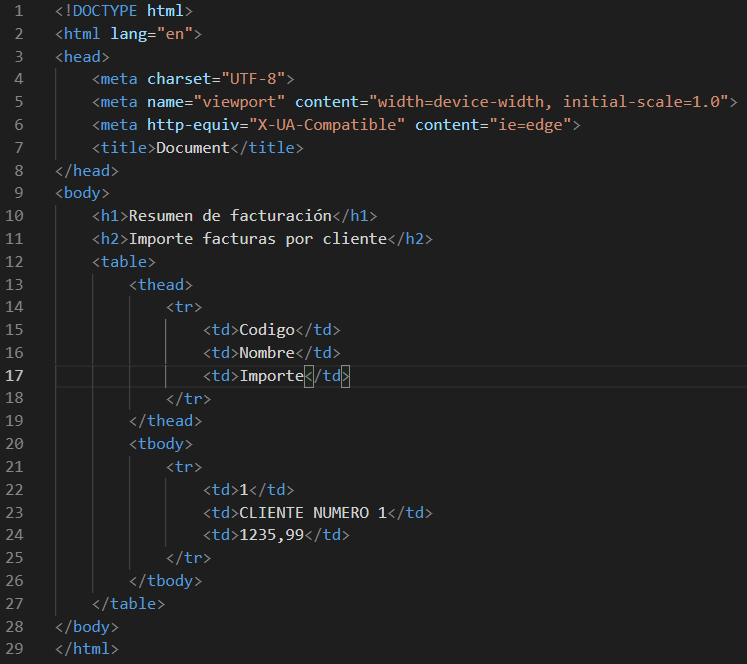 1 <!DOCTYPE html>
2 <html lang="en">
3 <head>
4     <meta charset="UTF-8">
5     <meta name="viewport" content="width=device-width, initial-scale=1.0">
6     <meta http-equiv="X-UA-Compatible" content="ie=edge">
7     <title>Document</title>
8 </head>
9 <body>
10     <h1>Resumen de facturación</h1>
11     <h2>Importe facturas por cliente</h2>
12     <table>
13         <thead>
14             <tr>
15                 <td>Codigo</td>
16                 <td>Nombre</td>
17                 <td>Importe</td>
18             </tr>
19         </thead>
20         <tbody>
21             <tr>
22                 <td>1</td>
23                 <td>CLIENTE NUMERO 1</td>
24                 <td>1235,99</td>
25             </tr>
26         </tbody>
27     </table>
28 </body>
29 </html>